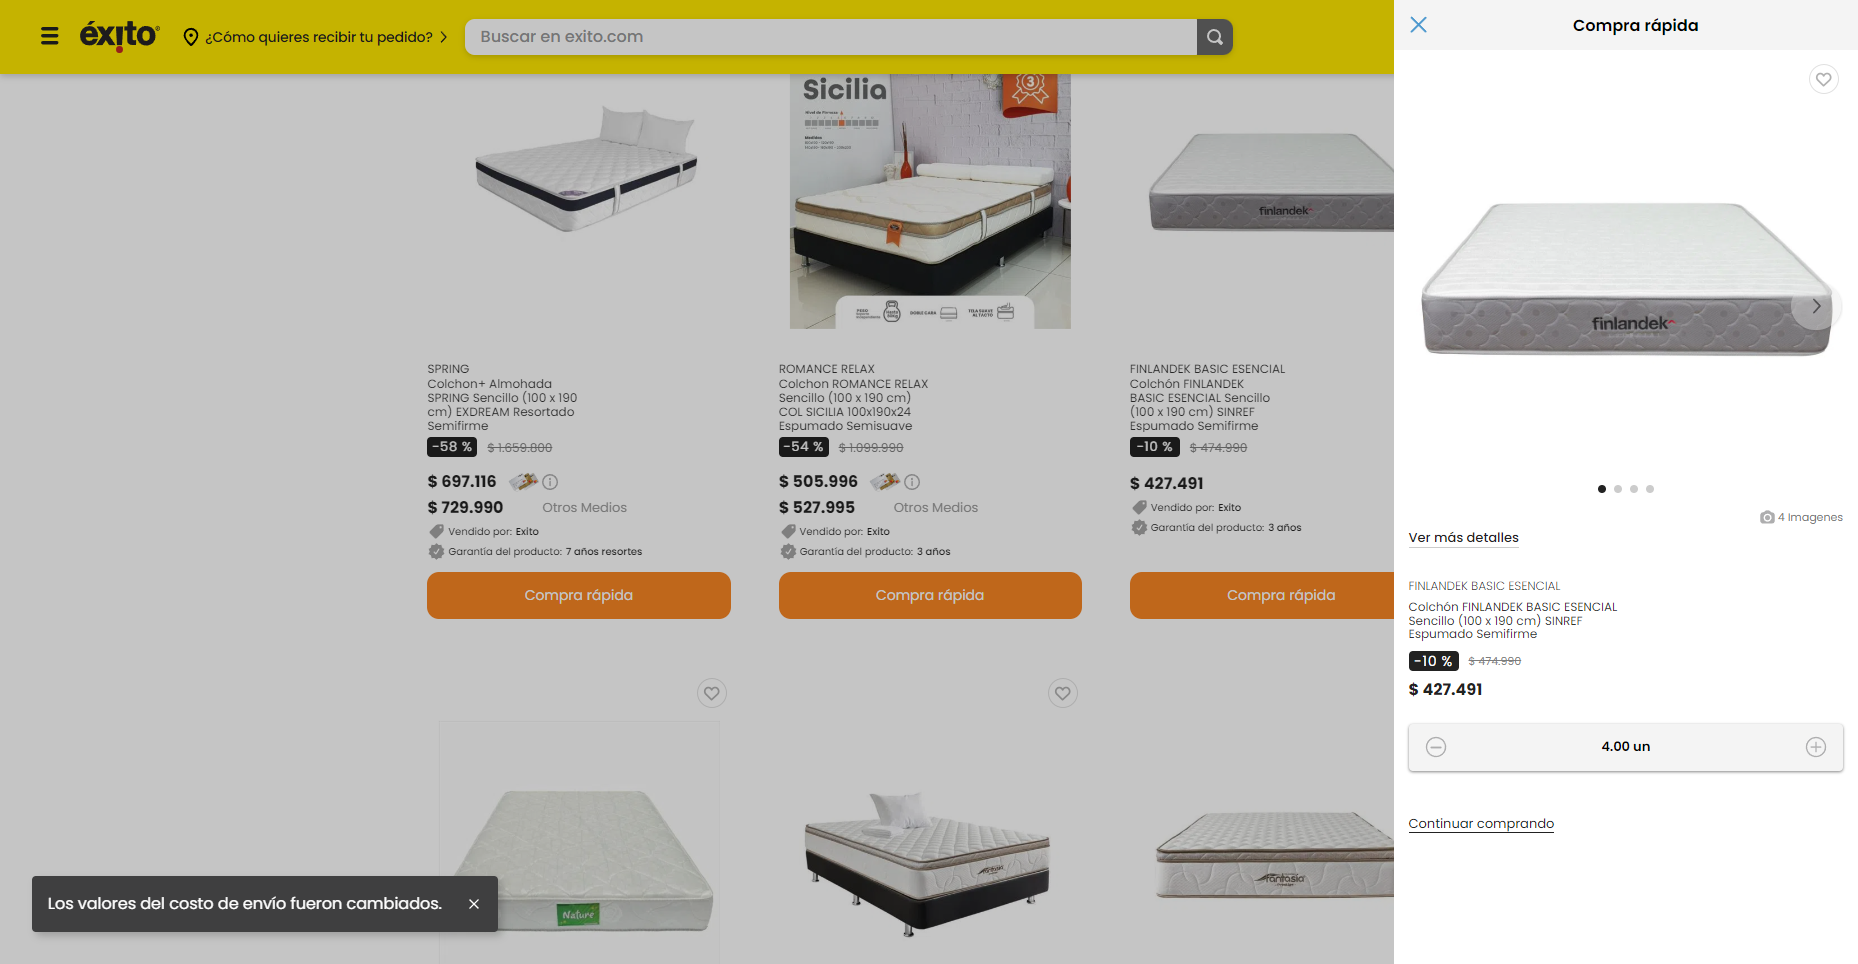 éxito
¿Cómo quieres recibir tu pedido?
Buscar en exito.com
Compra rápida
Sicilia
3
finlandek
SPRING
Colchon+ Almohada
SPRING Sencillo (100 x 190
cm) EXDREAM Resortado
Semifirme
-58 % $ 1.659.800
$ 697.116
$ 729.990 Otros Medios
Vendido por: Exito
Garantía del producto: 7 años resortes
Compra rápida
ROMANCE RELAX
Colchon ROMANCE RELAX
Sencillo (100 x 190 cm)
COL SICILIA 100x190x24
Espumado Semisuave
-54 % $ 1.099.990
$ 505.996
$ 527.995 Otros Medios
Vendido por: Exito
Garantía del producto: 3 años
Compra rápida
FINLANDEK BASIC ESENCIAL
Colchón FINLANDEK
BASIC ESENCIAL Sencillo
(100 x 190 cm) SINREF
Espumado Semifirme
-10 % $ 474.990
$ 427.491
Vendido por: Exito
Garantía del producto: 3 años
Compra rápida
Nature
fantasía
fantasía
Los valores del costo de envío fueron cambiados.
finlandek
4 Imagenes
Ver más detalles
FINLANDEK BASIC ESENCIAL
Colchón FINLANDEK BASIC ESENCIAL
Sencillo (100 x 190 cm) SINREF
Espumado Semifirme
-10 % $ 474.990
$ 427.491
4.00 un
Continuar comprando